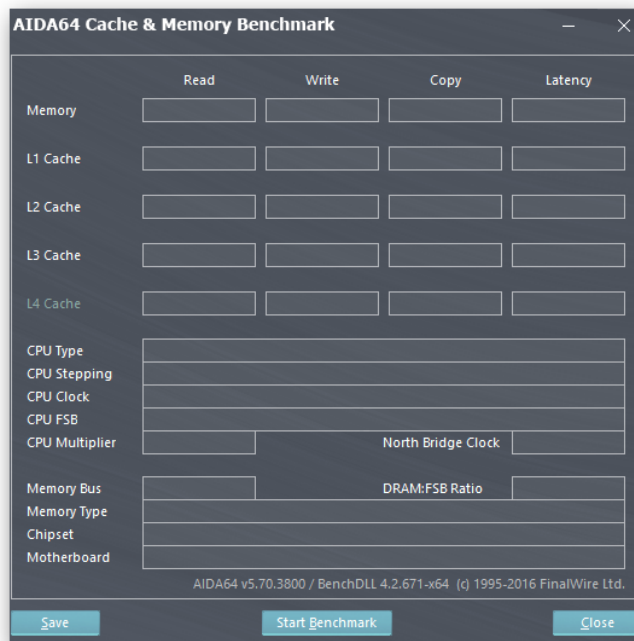 AIDA64 Cache & Memory Benchmark
Read Write Copy Latency
Memory
L1 Cache
L2 Cache
L3 Cache
L4 Cache
CPU Type
CPU Stepping
CPU Clock
CPU FSB
CPU Multiplier North Bridge Clock
Memory Bus DRAM:FSB Ratio
Memory Type
Chipset
Motherboard
AIDA64 v5.70.3800 / BenchDLL 4.2.671-x64 (c) 1995-2016 FinalWire Ltd.
Save Start Benchmark Close